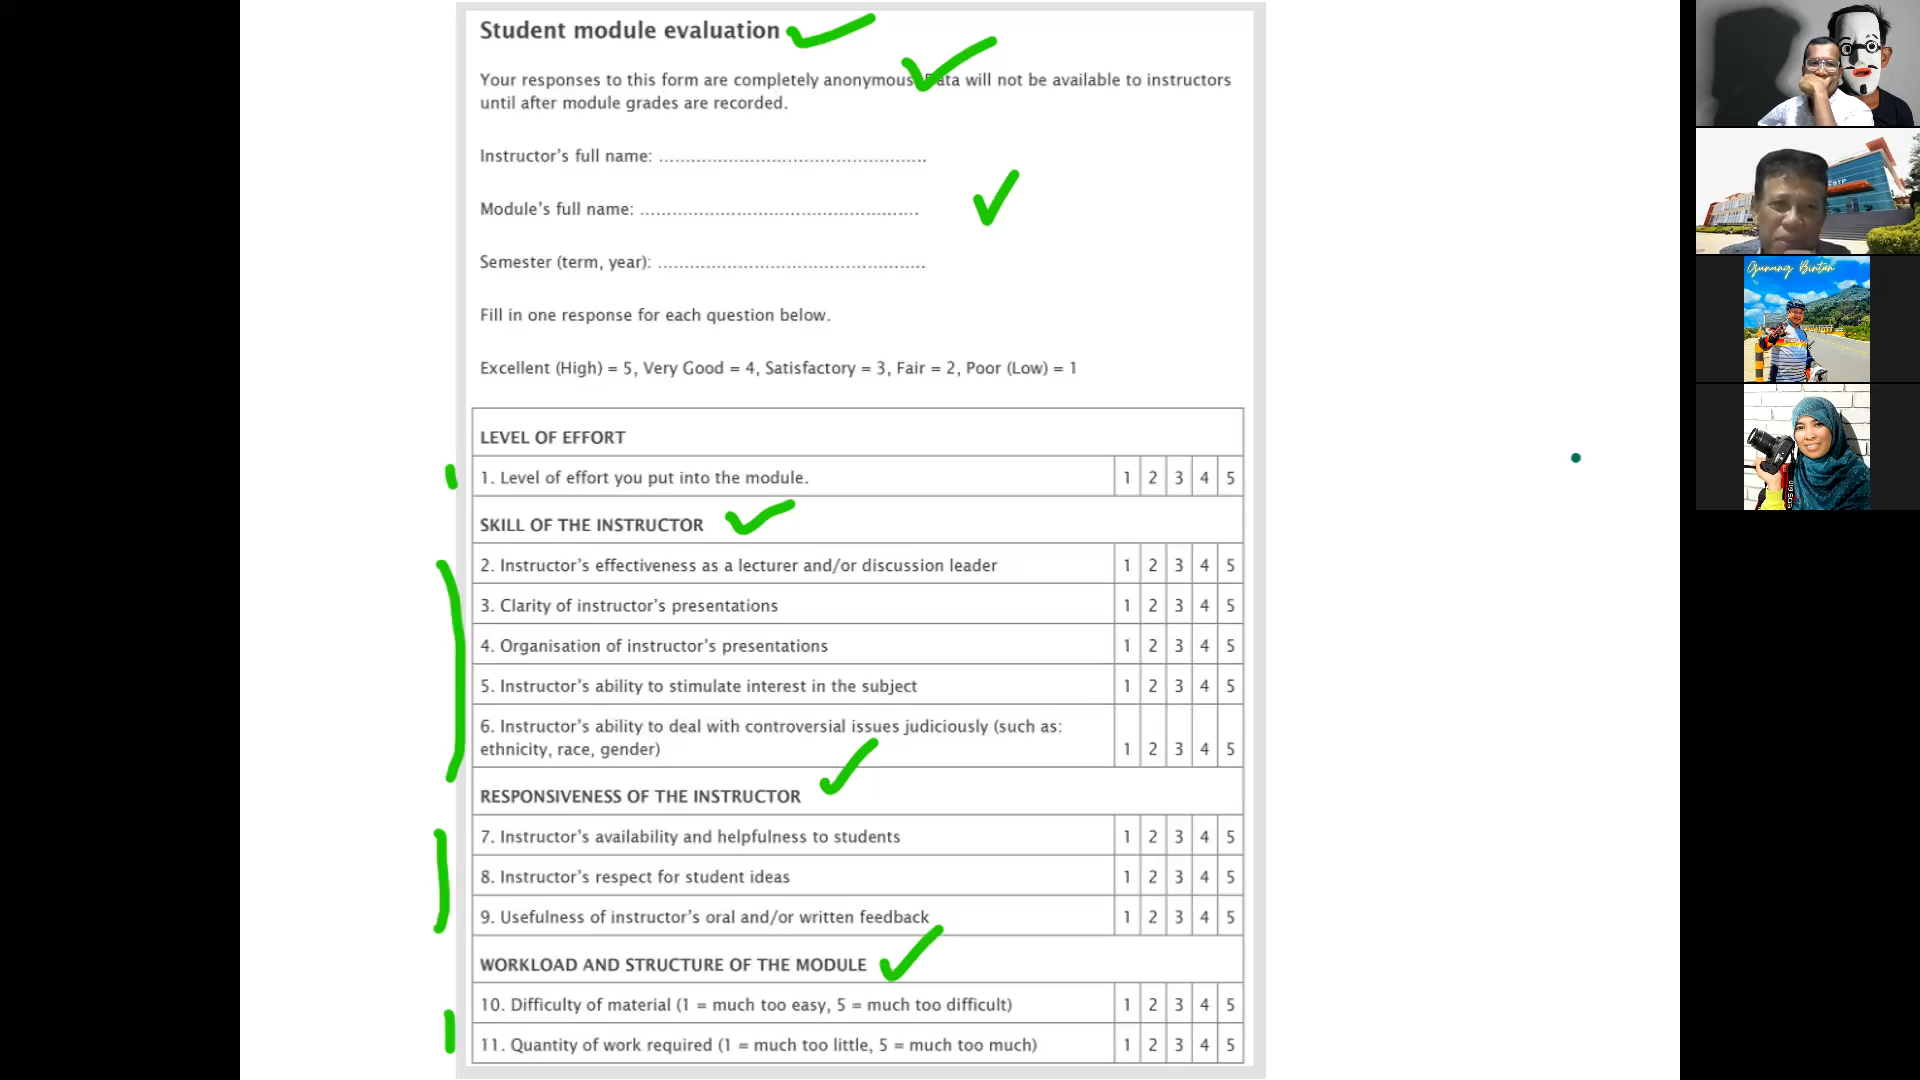 Student module evaluation
Your responses to this form are completely anonymous. Data will not be available to instructors
until after module grades are recorded.
Instructor's full name: ..................................................
Module's full name: ....................................................
Semester (term, year): ..................................................
Fill in one response for each question below.
Excellent (High) = 5, Very Good = 4, Satisfactory = 3, Fair = 2, Poor (Low) = 1
LEVEL OF EFFORT
1. Level of effort you put into the module. 1 2 3 4 5
SKILL OF THE INSTRUCTOR
2. Instructor's effectiveness as a lecturer and/or discussion leader 1 2 3 4 5
3. Clarity of instructor's presentations 1 2 3 4 5
4. Organisation of instructor's presentations 1 2 3 4 5
5. Instructor's ability to stimulate interest in the subject 1 2 3 4 5
6. Instructor's ability to deal with controversial issues judiciously (such as:
ethnicity, race, gender) 1 2 3 4 5
RESPONSIVENESS OF THE INSTRUCTOR
7. Instructor's availability and helpfulness to students 1 2 3 4 5
8. Instructor's respect for student ideas 1 2 3 4 5
9. Usefulness of instructor's oral and/or written feedback 1 2 3 4 5
WORKLOAD AND STRUCTURE OF THE MODULE
10. Difficulty of material (1 = much too easy, 5 = much too difficult) 1 2 3 4 5
11. Quantity of work required (1 = much too little, 5 = much too much) 1 2 3 4 5
Gunung Bintan